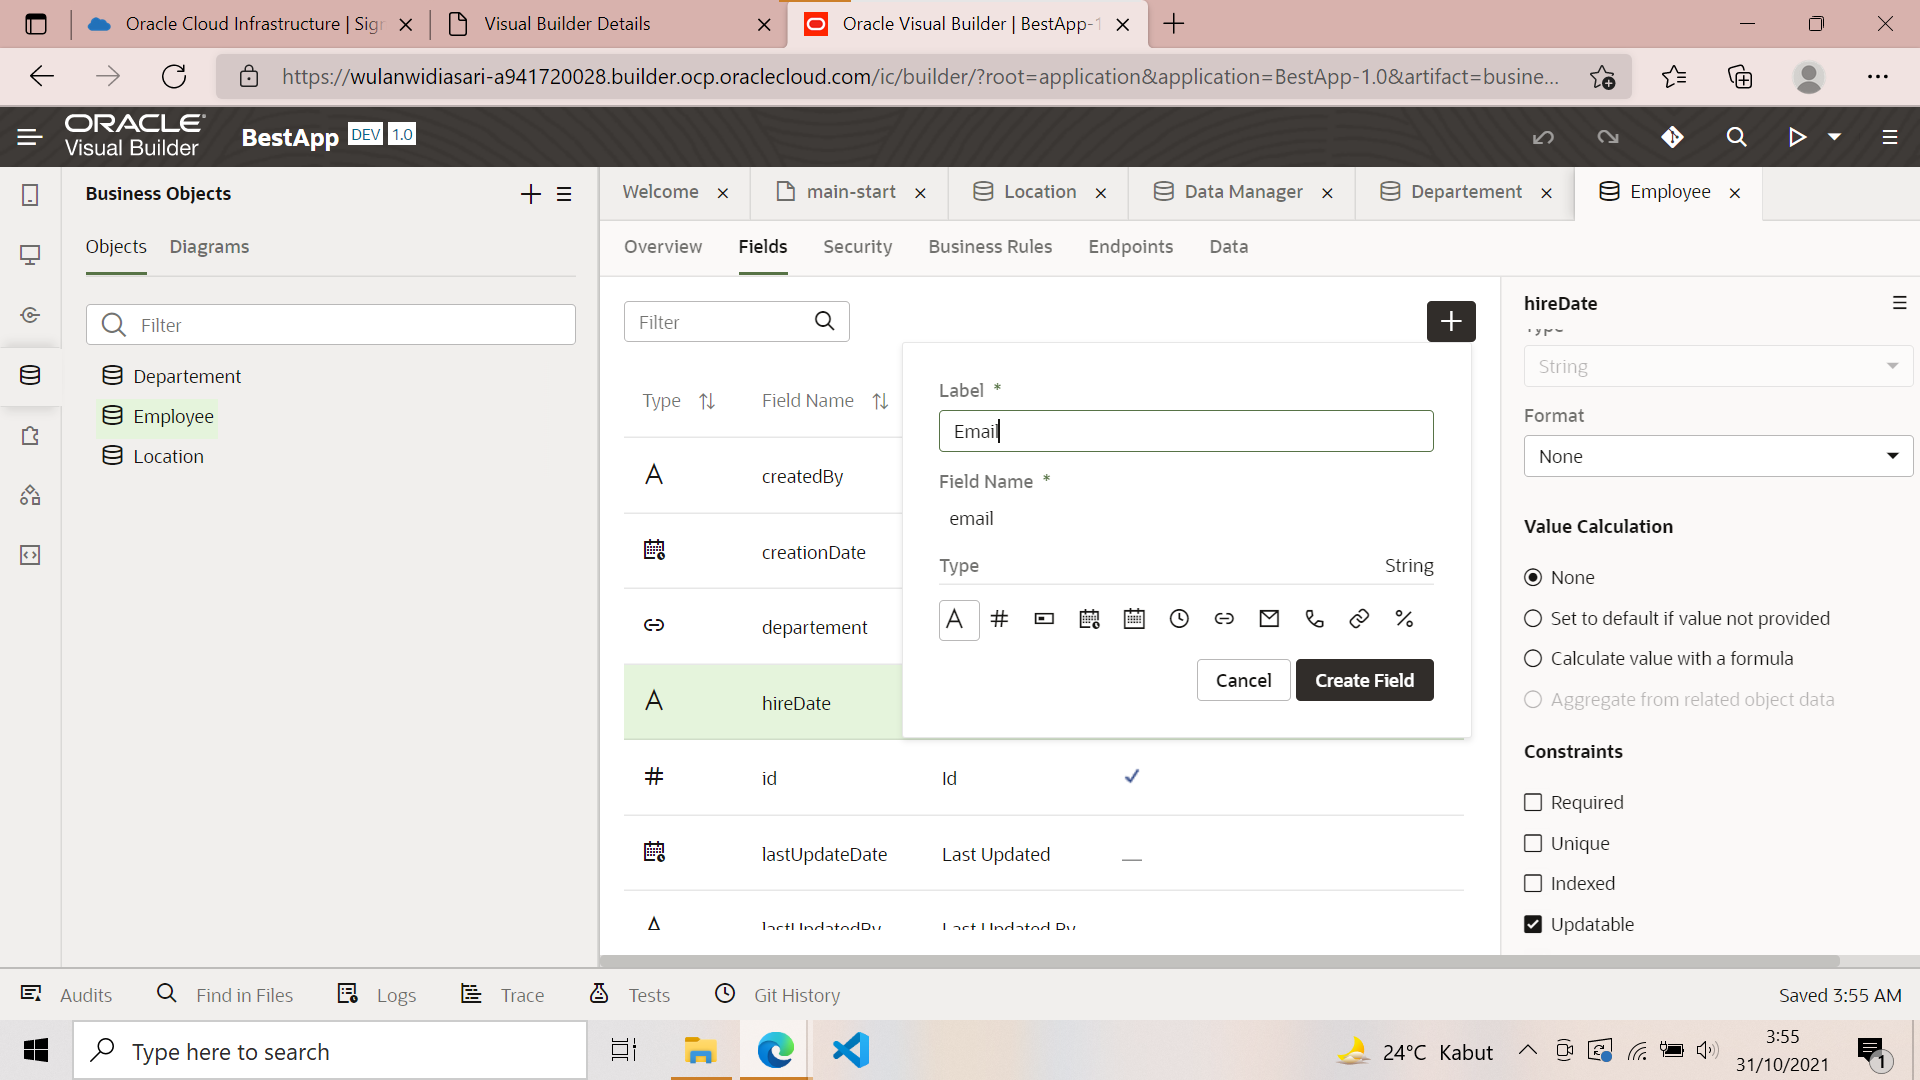 Oracle Cloud Infrastructure | Sign
Visual Builder Details
Oracle Visual Builder | BestApp-1
https://wulanwidiasari-a941720028.builder.ocp.oraclecloud.com/ic/builder/?root=application&application=BestApp-1.0&artifact=busine...
ORACLE
Visual Builder
BestApp DEV 1.0
Business Objects
Objects Diagrams
Filter
Departement
Employee
Location
Welcome
main-start
Location
Data Manager
Departement
Employee
Overview Fields Security Business Rules Endpoints Data
Filter
Type Field Name
createdBy
creationDate
departement
hireDate
id Id
lastUpdateDate Last Updated
lastUpdatedBy Last Updated By
Label *
Email
Field Name *
email
Type String
Cancel Create Field
hireDate
Type
String
Format
None
Value Calculation
None
Set to default if value not provided
Calculate value with a formula
Aggregate from related object data
Constraints
Required
Unique
Indexed
Updatable
Audits Find in Files Logs Trace Tests Git History
Saved 3:55 AM
Type here to search
24°C Kabut
3:55
31/10/2021
1